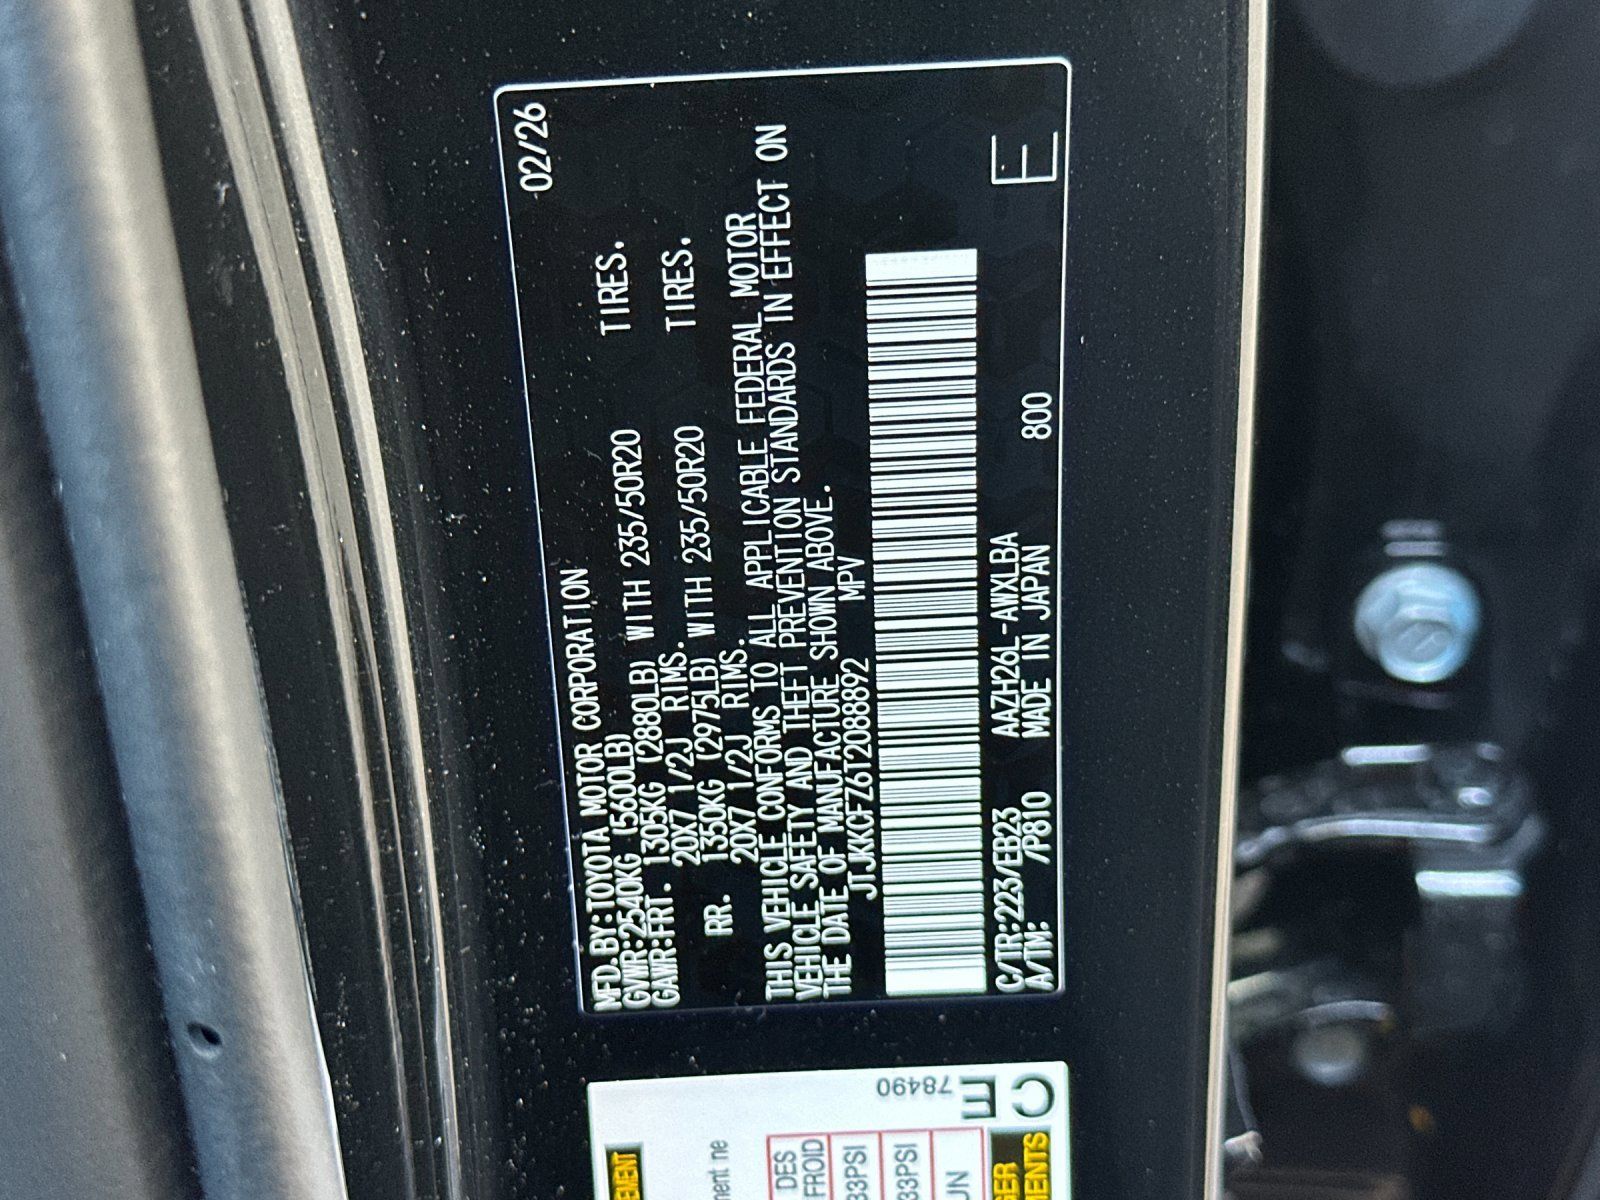 02/26
MFD.BY:TOYOTA MOTOR CORPORATION
GVWR:2540KG (5600LB)
GAWR:FRT. 1305KG (2880LB) WITH 235/50R20 TIRES.
20X7 1/2J RIMS.
RR. 1350KG (2975LB) WITH 235/50R20 TIRES.
20X7 1/2J RIMS.
THIS VEHICLE CONFORMS TO ALL APPLICABLE FEDERAL MOTOR
VEHICLE SAFETY AND THEFT PREVENTION STANDARDS IN EFFECT ON
THE DATE OF MANUFACTURE SHOWN ABOVE.
JTJKKCFZ6T2088892 MPV
C/TR:223/EB23 AAZH26L-AWXLBA
A/TM: /P810 MADE IN JAPAN 800
E
78490
CE
DES
FROID
33PSI
33PSI